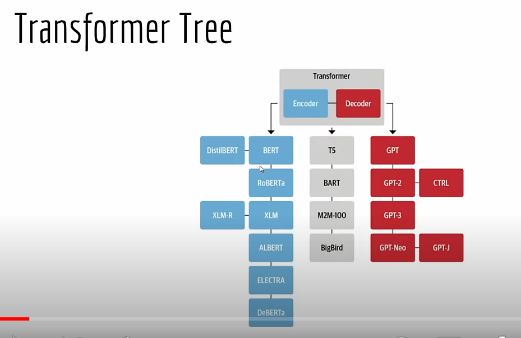 Transformer Tree
Transformer
Encoder Decoder
DistilBERT BERT T5 GPT
RoBERTa BART GPT-2 CTRL
XLM-R XLM M2M-100 GPT-3
ALBERT BigBird GPT-Neo GPT-J
ELECTRA
DeBERTa